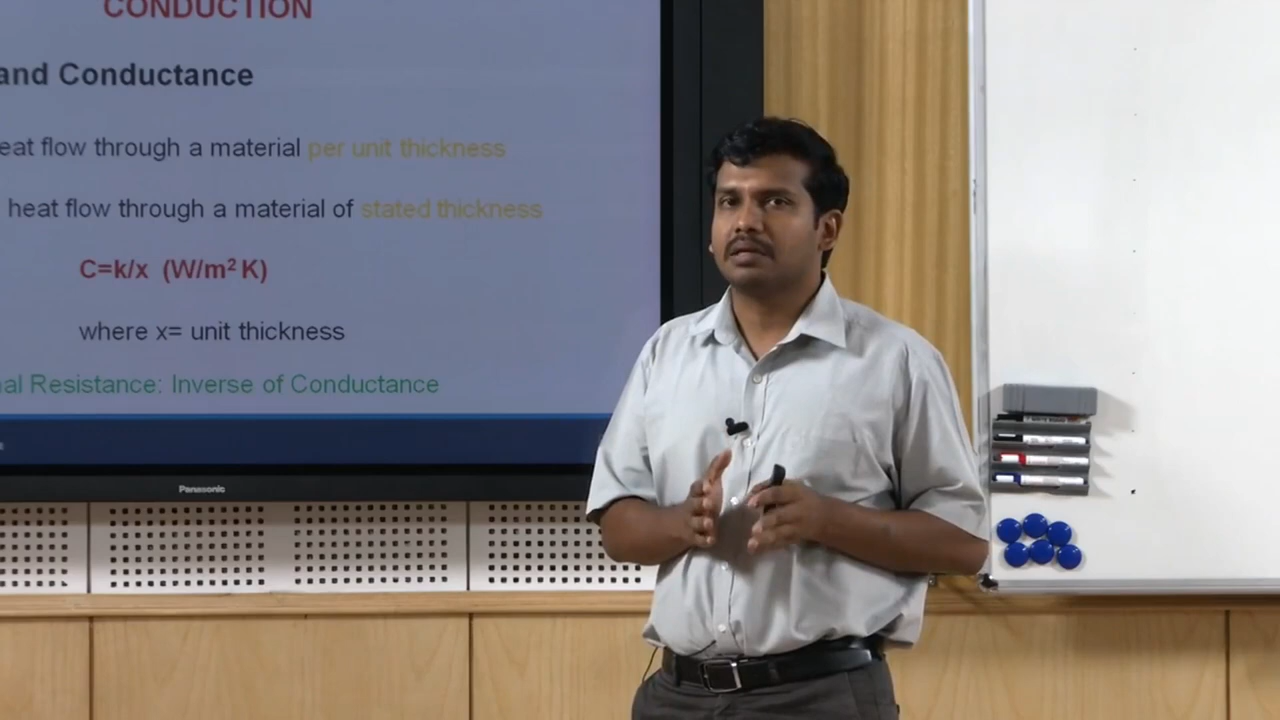 CONDUCTION
and Conductance
eat flow through a material per unit thickness
heat flow through a material of stated thickness
C=k/x (W/m² K)
where x= unit thickness
al Resistance: Inverse of Conductance
Panasonic